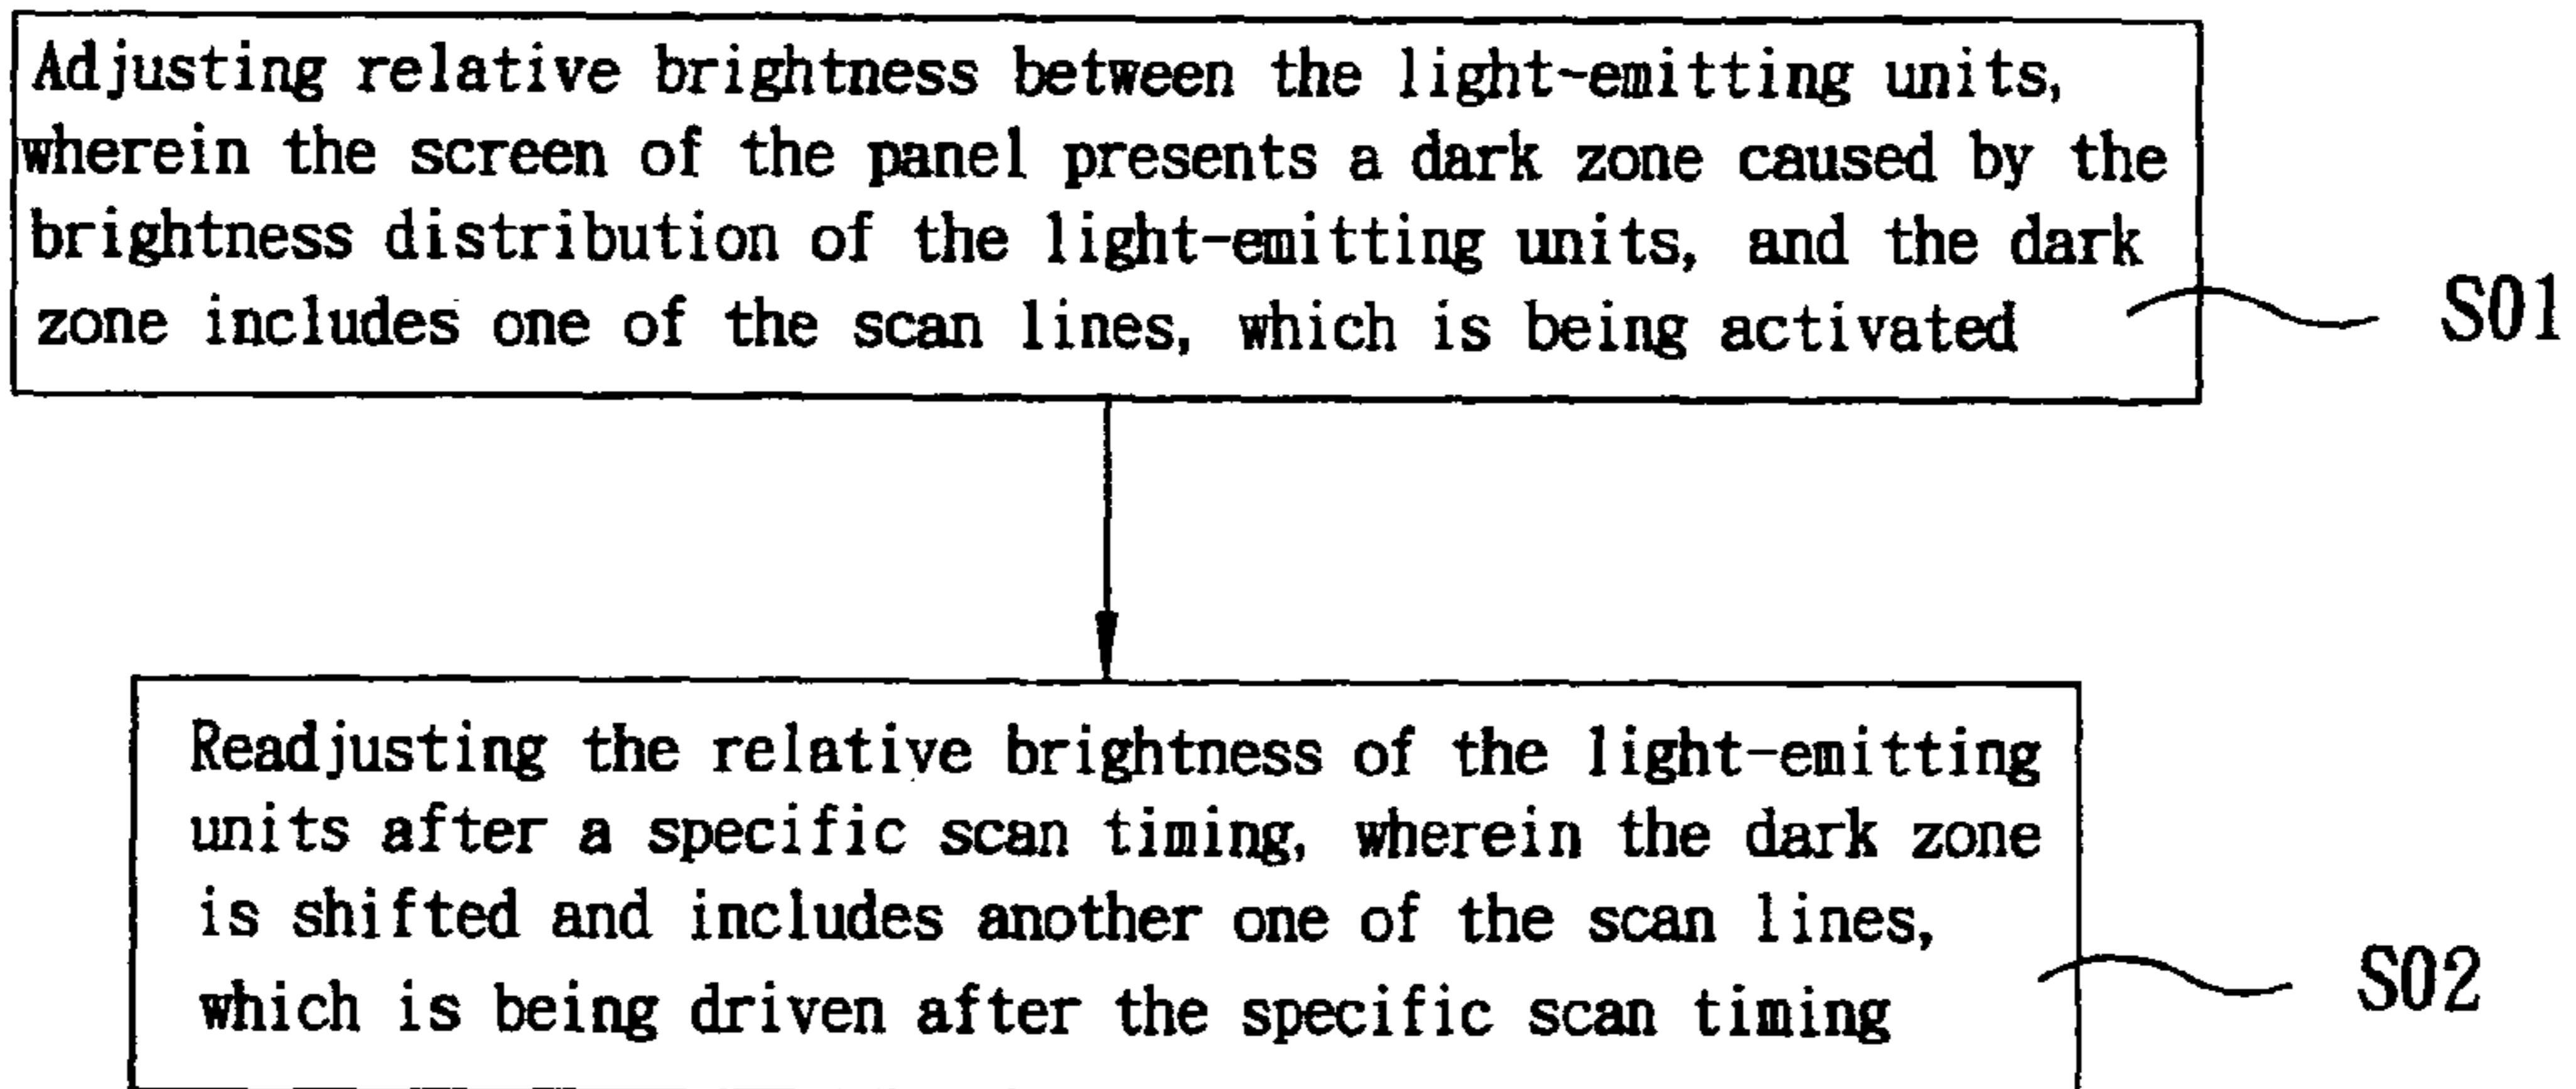 Adjusting relative brightness between the light-emitting units,
wherein the screen of the panel presents a dark zone caused by the
brightness distribution of the light-emitting units, and the dark
zone includes one of the scan lines, which is being activated
S01
Readjusting the relative brightness of the light-emitting
units after a specific scan timing, wherein the dark zone
is shifted and includes another one of the scan lines,
which is being driven after the specific scan timing
S02